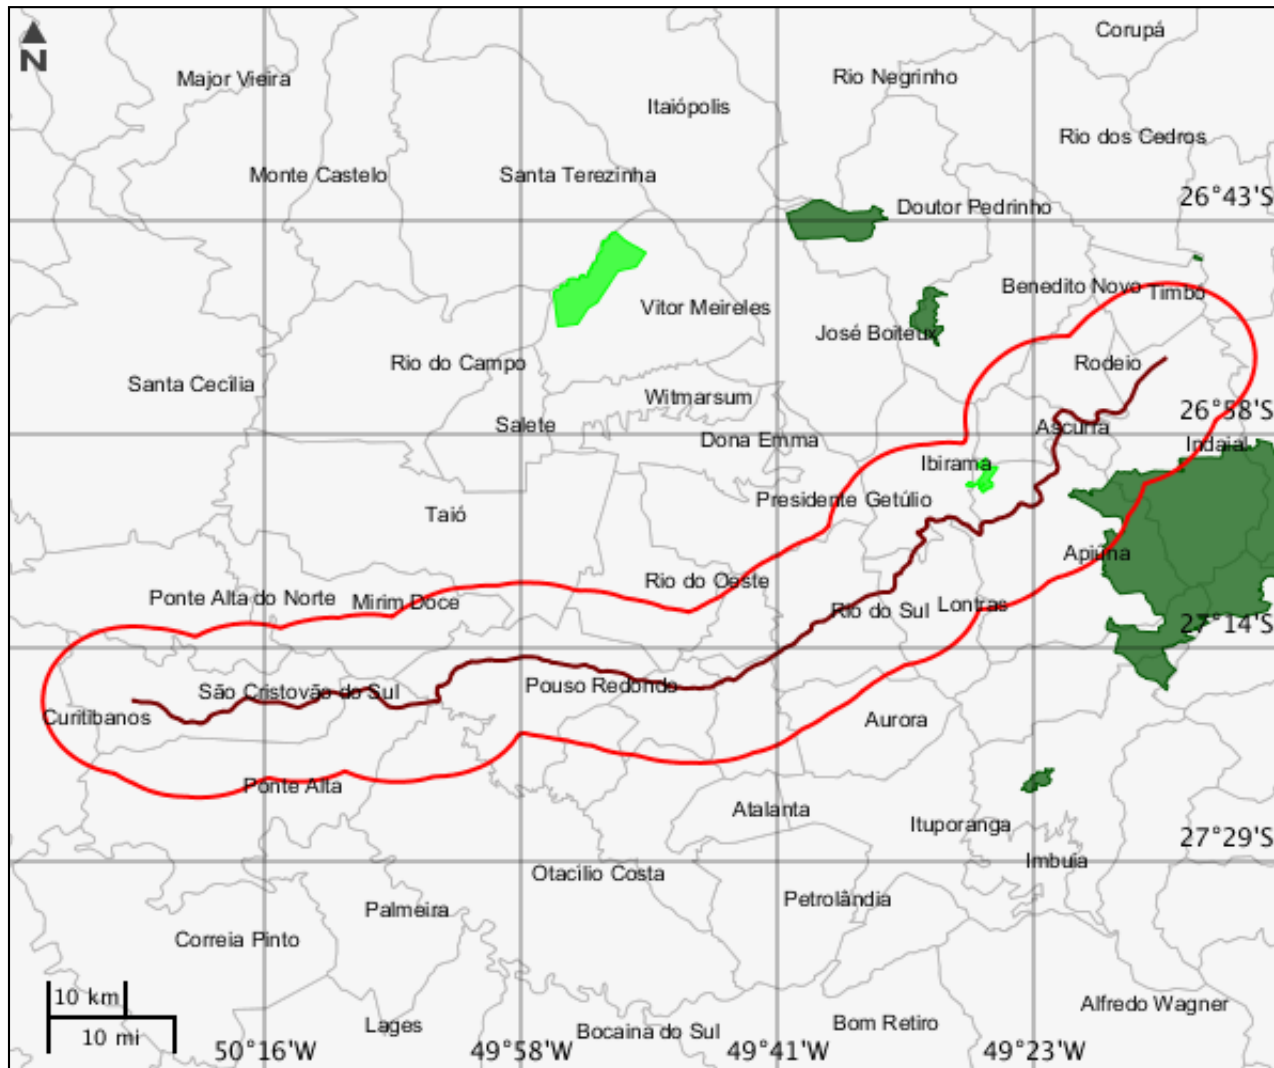 Corupá
N
Major Vieira
Rio Negrinho
Itaiópolis
Rio dos Cedros
Monte Castelo
Santa Terezinha
26°43'S
Doutor Pedrinho
Benedito Novo
Timbó
Vitor Meireles
José Boiteux
Rio do Campo
Rodeio
Santa Cecília
Witmarsum
26°58'S
Salete
Ascurra
Dona Emma
Indaial
Ibirama
Presidente Getúlio
Taió
Apiúna
Rio do Oeste
Ponte Alta do Norte
Mirim Doce
Rio do Sul
Lontras
27°14'S
São Cristovão do Sul
Pouso Redondo
Curitibanos
Aurora
Ponte Alta
Atalanta
Ituporanga
27°29'S
Imbuia
Otacílio Costa
Petrolândia
Palmeira
Correia Pinto
10 km
10 mi
Alfredo Wagner
Lages
Bocaina do Sul
Bom Retiro
50°16'W
49°58'W
49°41'W
49°23'W